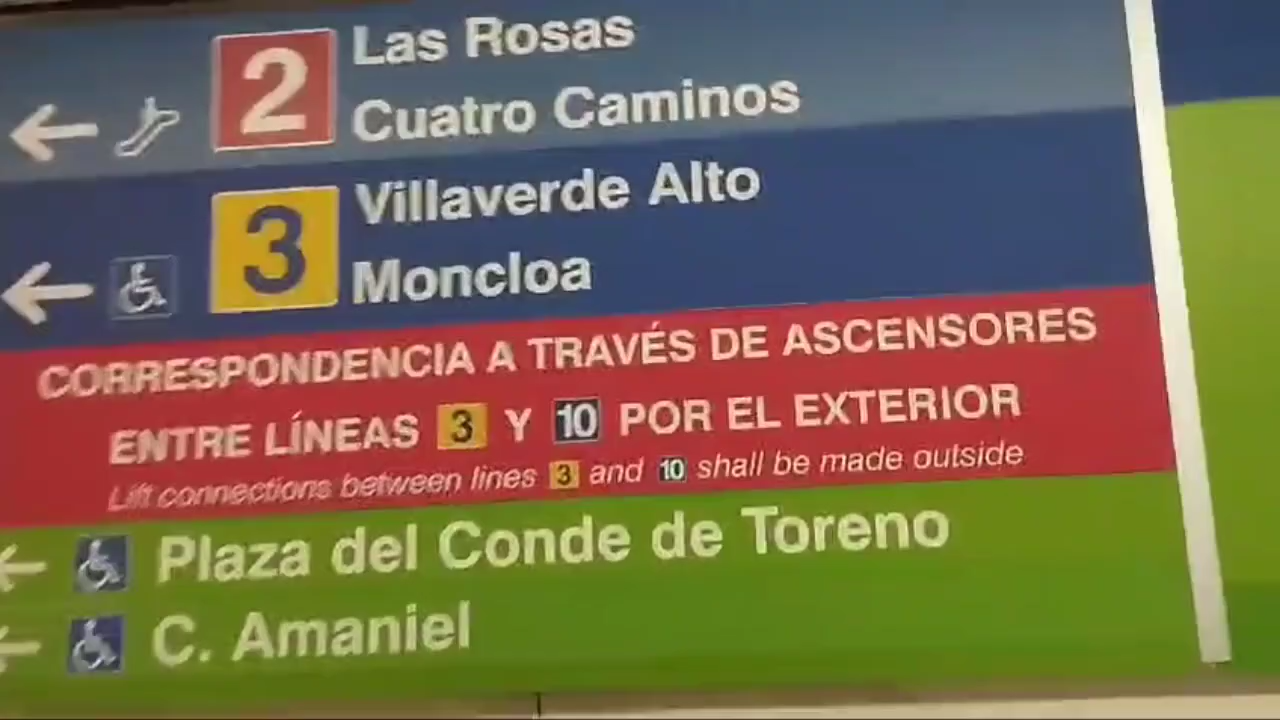 2 Las Rosas
Cuatro Caminos
3 Villaverde Alto
Moncloa
CORRESPONDENCIA A TRAVÉS DE ASCENSORES
ENTRE LÍNEAS 3 Y 10 POR EL EXTERIOR
Lift connections between lines 3 and 10 shall be made outside
Plaza del Conde de Toreno
C. Amaniel